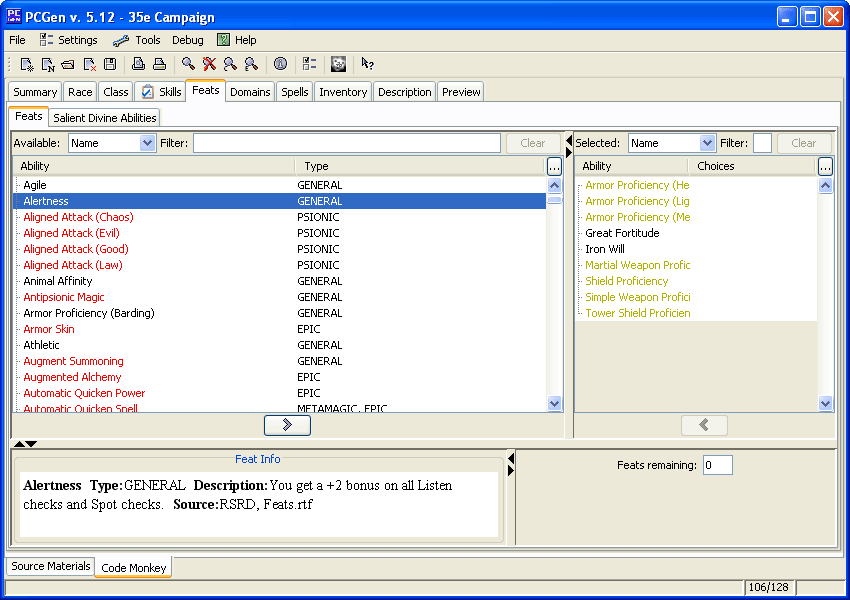 PCGen v. 5.12 - 35e Campaign
File Settings Tools Debug Help
Summary Race Class Skills Feats Domains Spells Inventory Description Preview
Feats Salient Divine Abilities
Available: Name Filter: Clear Selected: Name Filter: Clear
Ability Type ... Ability Choices ...
Agile GENERAL Armor Proficiency (He
Alertness GENERAL Armor Proficiency (Lig
Aligned Attack (Chaos) PSIONIC Armor Proficiency (Me
Aligned Attack (Evil) PSIONIC Great Fortitude
Aligned Attack (Good) PSIONIC Iron Will
Aligned Attack (Law) PSIONIC Martial Weapon Profic
Animal Affinity GENERAL Shield Proficiency
Antipsionic Magic GENERAL Simple Weapon Profici
Armor Proficiency (Barding) GENERAL Tower Shield Proficien
Armor Skin EPIC
Athletic GENERAL
Augment Summoning GENERAL
Augmented Alchemy EPIC
Automatic Quicken Power EPIC
Automatic Quicken Spell METAMAGIC, EPIC
Feat Info
Feats remaining: 0
Alertness Type:GENERAL Description:You get a +2 bonus on all Listen
checks and Spot checks. Source:RSRD, Feats.rtf
Source Materials Code Monkey
106/128